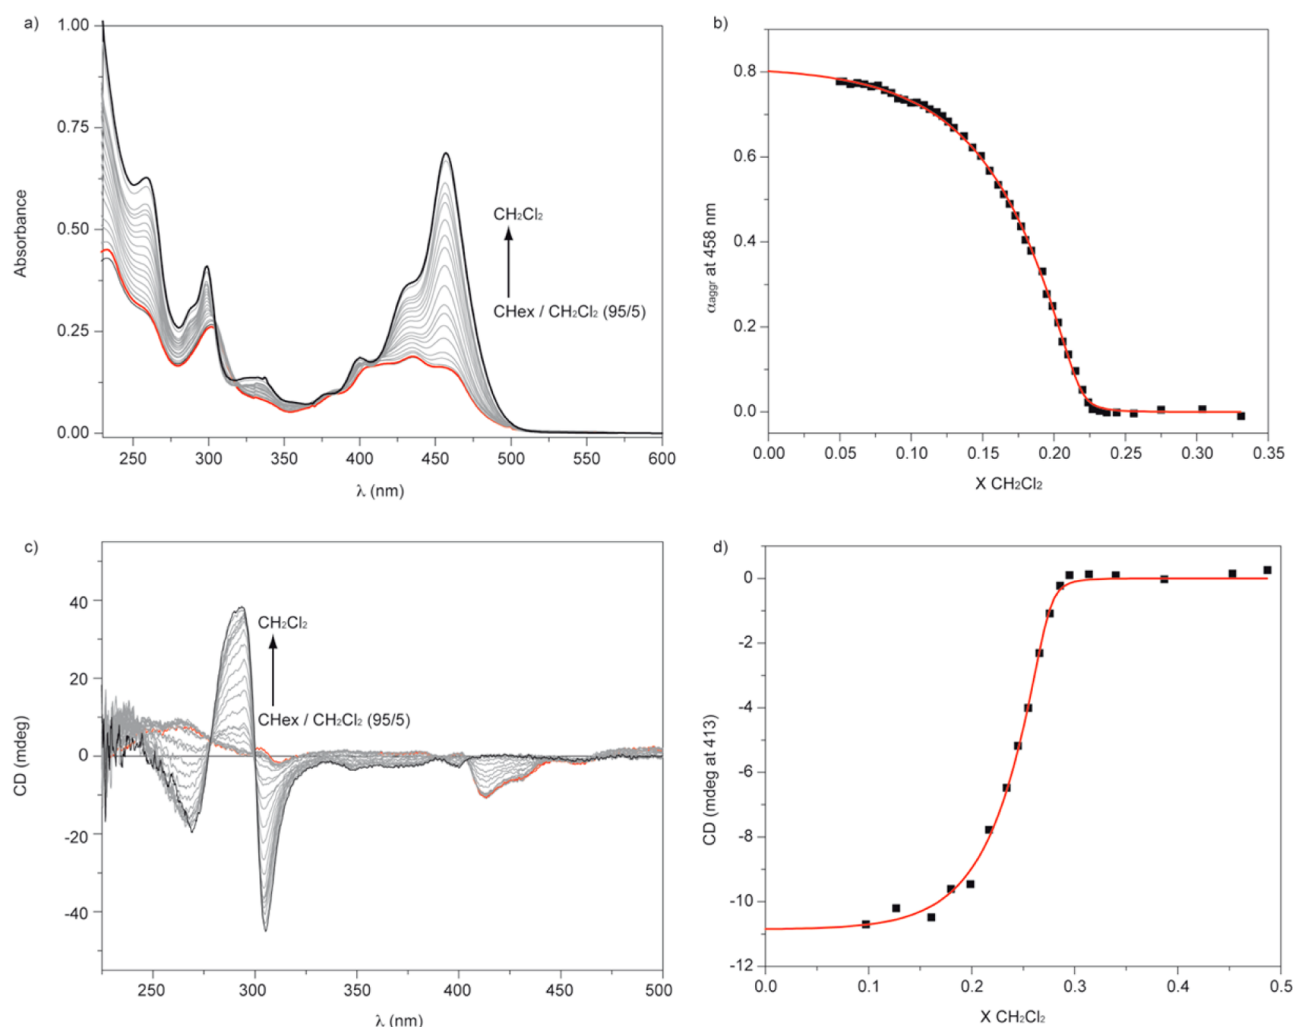 a)
1.00
0.75
0.50
0.25
0.00
Absorbance
CH₂Cl₂
CHex / CH₂Cl₂ (95/5)
250 300 350 400 450 500 550 600
λ (nm)
b)
0.8
0.6
0.4
0.2
0.0
αaggr at 458 nm
0.00 0.05 0.10 0.15 0.20 0.25 0.30 0.35
X CH₂Cl₂
c)
40
20
0
-20
-40
CD (mdeg)
CH₂Cl₂
CHex / CH₂Cl₂ (95/5)
250 300 350 400 450 500
λ (nm)
d)
0
-2
-4
-6
-8
-10
-12
CD (mdeg at 413)
0.0 0.1 0.2 0.3 0.4 0.5
X CH₂Cl₂